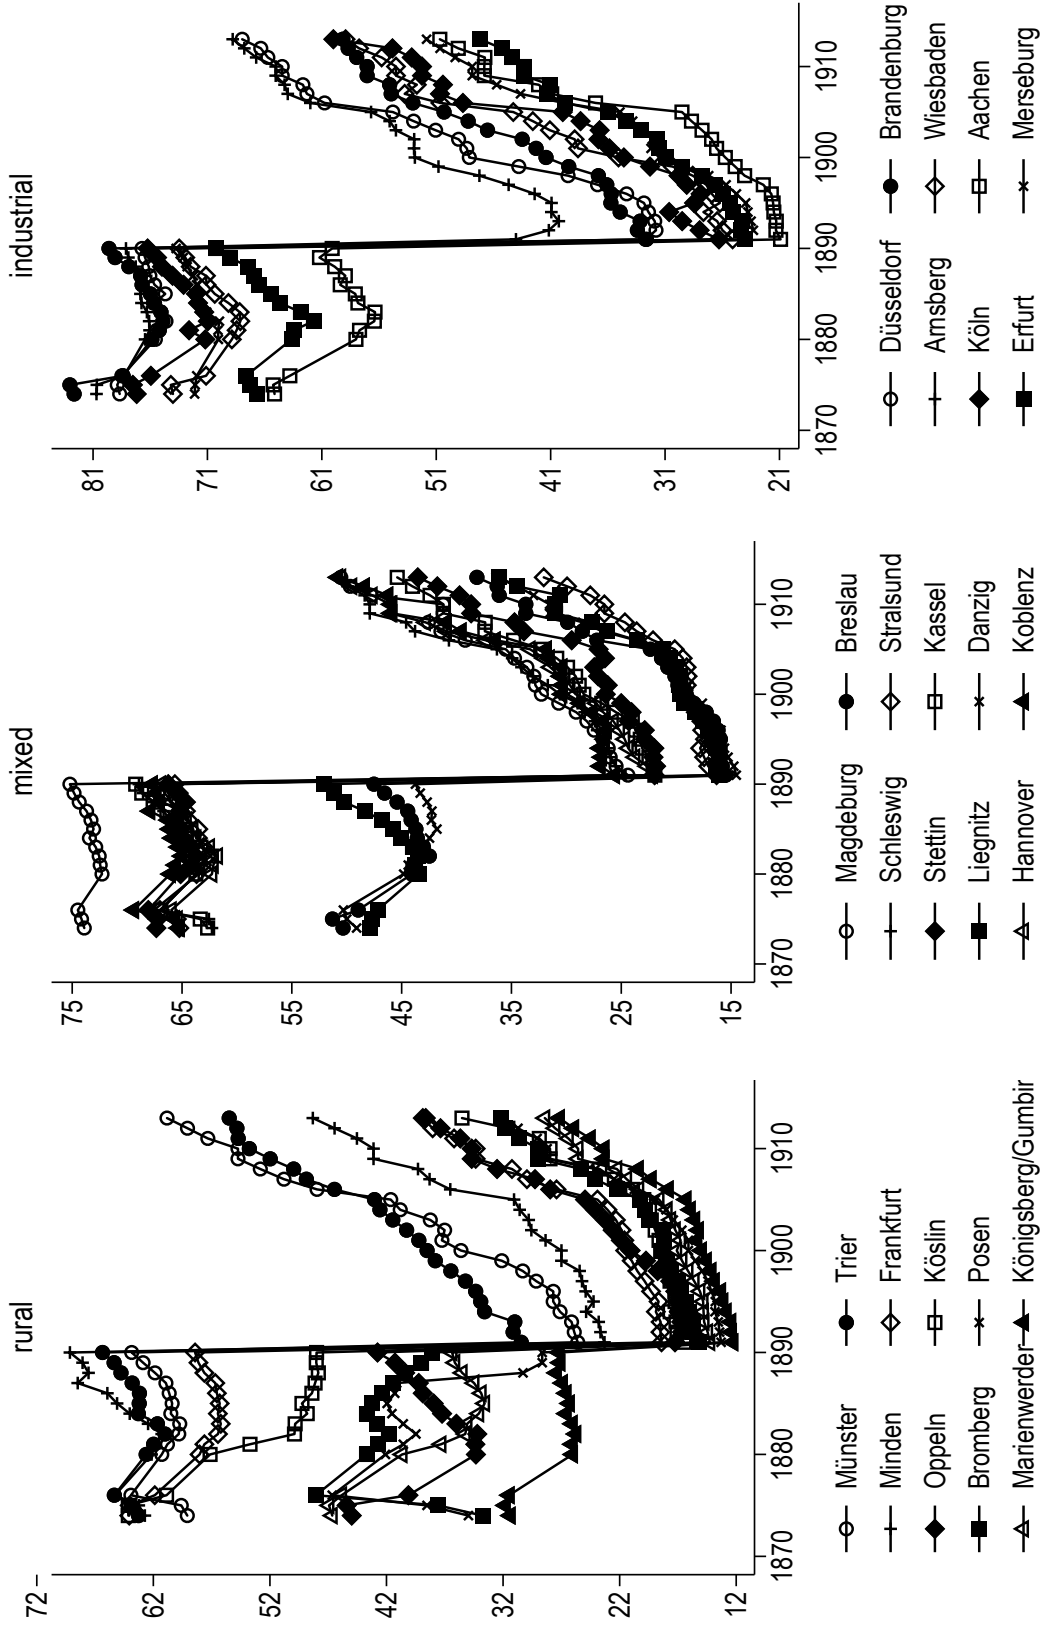 rural
72
62
52
42
32
22
12
1870
1880
1890
1900
1910
Münster
Trier
Minden
Frankfurt
Oppeln
Köslin
Bromberg
Posen
Marienwerder
Königsberg/Gumbir
mixed
75
65
55
45
35
25
15
1870
1880
1890
1900
1910
Magdeburg
Breslau
Schleswig
Stralsund
Stettin
Kassel
Liegnitz
Danzig
Hannover
Koblenz
industrial
81
71
61
51
41
31
21
1870
1880
1890
1900
1910
Düsseldorf
Brandenburg
Arnsberg
Wiesbaden
Köln
Aachen
Erfurt
Merseburg